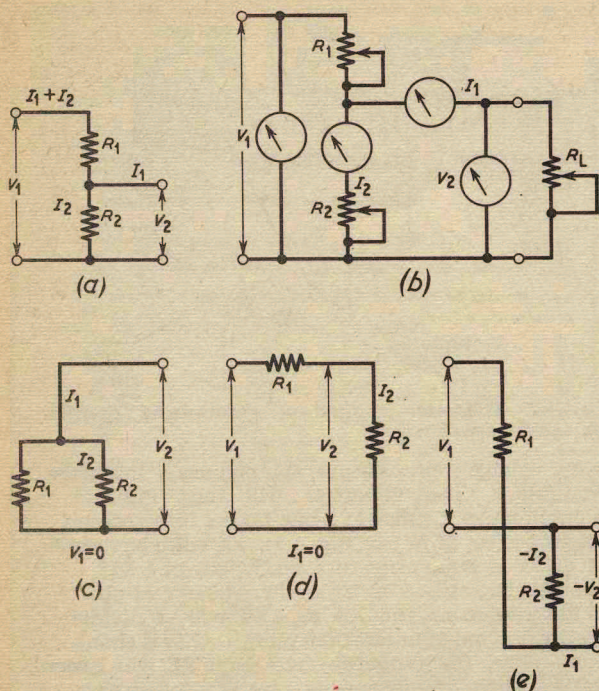 I1 + I2
R1
I1
V1
I2
R2
V2
(a)
R1
I1
V1
I2
V2
RL
R2
(b)
I1
V2
R1
I2
R2
V1=0
(c)
R1
I2
V1
V2
R2
I1=0
(d)
V1
R1
-I2
R2
-V2
I1
(e)